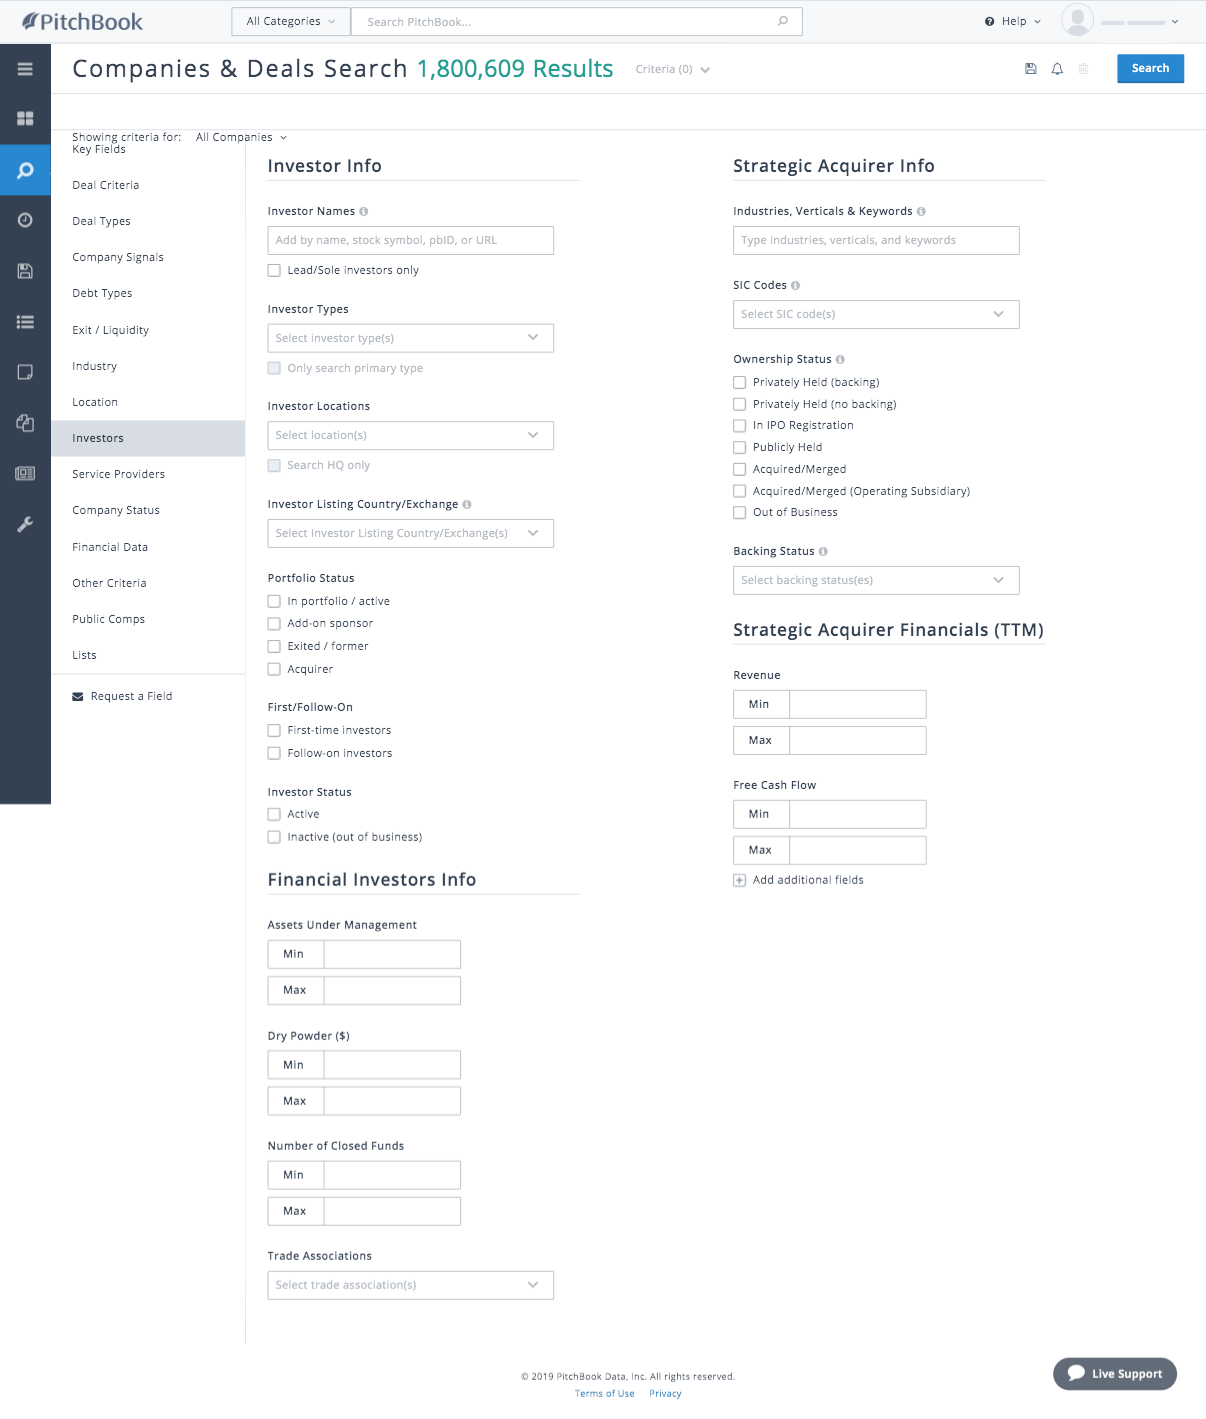 PitchBook
All Categories
Search PitchBook...
Help
Companies & Deals Search 1,800,609 Results
Criteria (0)
Search
Showing criteria for: All Companies
Key Fields
Deal Criteria
Deal Types
Company Signals
Debt Types
Exit / Liquidity
Industry
Location
Investors
Service Providers
Company Status
Financial Data
Other Criteria
Public Comps
Lists
Request a Field
Investor Info
Investor Names
Add by name, stock symbol, pbID, or URL
Lead/Sole investors only
Investor Types
Select investor type(s)
Only search primary type
Investor Locations
Select location(s)
Search HQ only
Investor Listing Country/Exchange
Select Investor Listing Country/Exchange(s)
Portfolio Status
In portfolio / active
Add-on sponsor
Exited / former
Acquirer
First/Follow-On
First-time investors
Follow-on investors
Investor Status
Active
Inactive (out of business)
Financial Investors Info
Assets Under Management
Min
Max
Dry Powder ($)
Min
Max
Number of Closed Funds
Min
Max
Trade Associations
Select trade association(s)
Strategic Acquirer Info
Industries, Verticals & Keywords
Type industries, verticals, and keywords
SIC Codes
Select SIC code(s)
Ownership Status
Privately Held (backing)
Privately Held (no backing)
In IPO Registration
Publicly Held
Acquired/Merged
Acquired/Merged (Operating Subsidiary)
Out of Business
Backing Status
Select backing status(es)
Strategic Acquirer Financials (TTM)
Revenue
Min
Max
Free Cash Flow
Min
Max
Add additional fields
© 2019 PitchBook Data, Inc. All rights reserved.
Terms of Use Privacy
Live Support